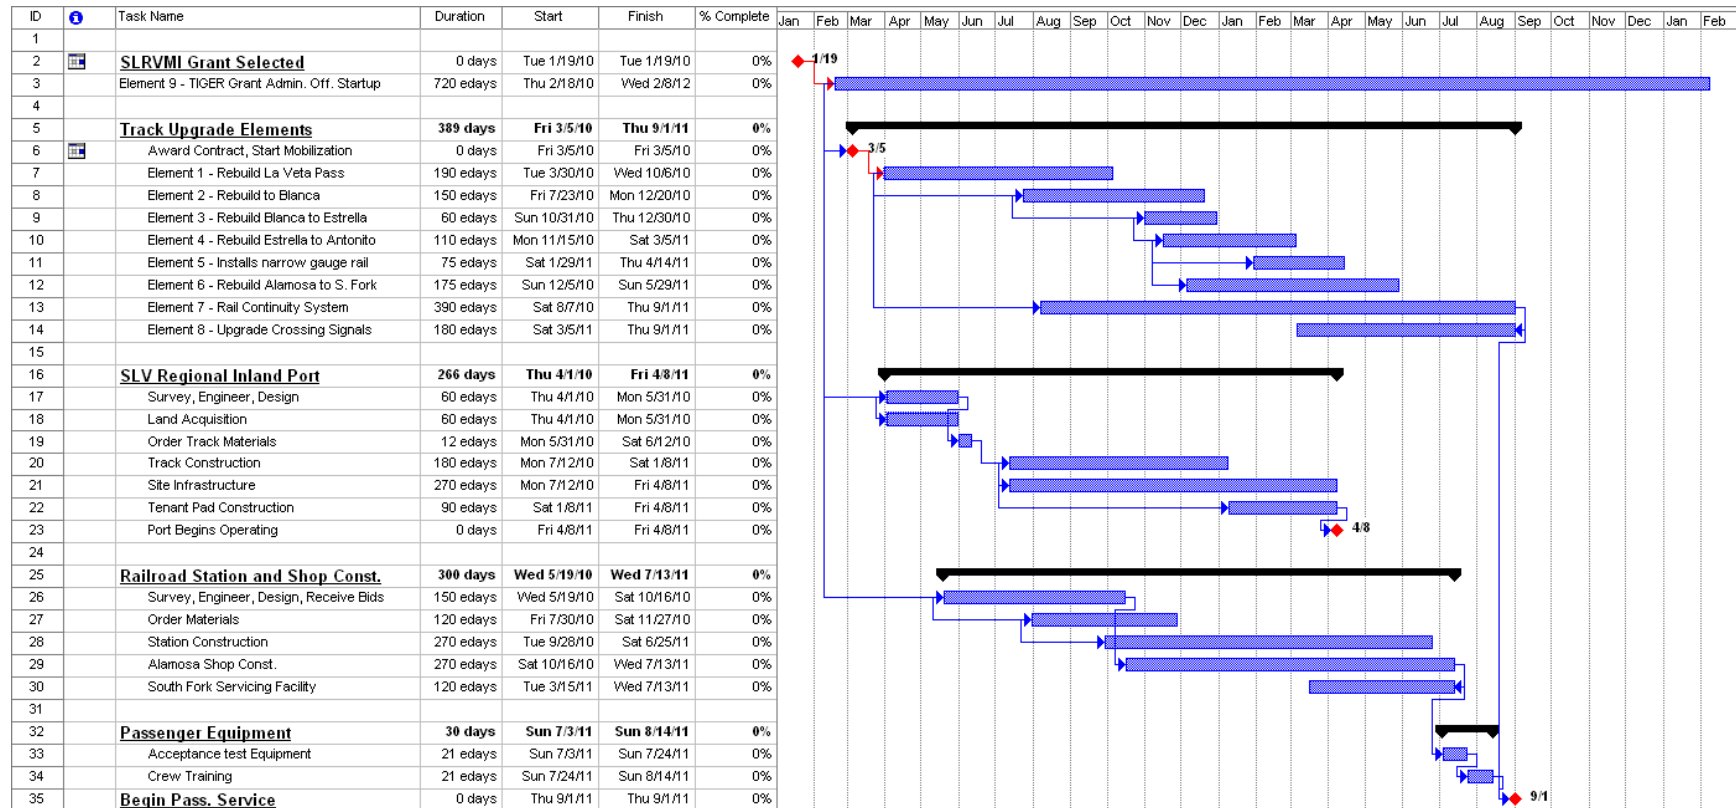 ID Task Name Duration Start Finish % Complete Jan Feb Mar Apr May Jun Jul Aug Sep Oct Nov Dec Jan Feb Mar Apr May Jun Jul Aug Sep Oct Nov Dec Jan Feb
1
2 SLRVMI Grant Selected 0 days Tue 1/19/10 Tue 1/19/10 0% 1/19
3 Element 9 - TIGER Grant Admin. Off. Startup 720 edays Thu 2/18/10 Wed 2/8/12 0%
4
5 Track Upgrade Elements 389 days Fri 3/5/10 Thu 9/1/11 0%
6 Award Contract, Start Mobilization 0 days Fri 3/5/10 Fri 3/5/10 0% 3/5
7 Element 1 - Rebuild La Veta Pass 190 edays Tue 3/30/10 Wed 10/6/10 0%
8 Element 2 - Rebuild to Blanca 150 edays Fri 7/23/10 Mon 12/20/10 0%
9 Element 3 - Rebuild Blanca to Estrella 60 edays Sun 10/31/10 Thu 12/30/10 0%
10 Element 4 - Rebuild Estrella to Antonito 110 edays Mon 11/15/10 Sat 3/5/11 0%
11 Element 5 - Installs narrow gauge rail 75 edays Sat 1/29/11 Thu 4/14/11 0%
12 Element 6 - Rebuild Alamosa to S. Fork 175 edays Sun 12/5/10 Sun 5/29/11 0%
13 Element 7 - Rail Continuity System 390 edays Sat 8/7/10 Thu 9/1/11 0%
14 Element 8 - Upgrade Crossing Signals 180 edays Sat 3/5/11 Thu 9/1/11 0%
15
16 SLV Regional Inland Port 266 days Thu 4/1/10 Fri 4/8/11 0%
17 Survey, Engineer, Design 60 edays Thu 4/1/10 Mon 5/31/10 0%
18 Land Acquisition 60 edays Thu 4/1/10 Mon 5/31/10 0%
19 Order Track Materials 12 edays Mon 5/31/10 Sat 6/12/10 0%
20 Track Construction 180 edays Mon 7/12/10 Sat 1/8/11 0%
21 Site Infrastructure 270 edays Mon 7/12/10 Fri 4/8/11 0%
22 Tenant Pad Construction 90 edays Sat 1/8/11 Fri 4/8/11 0%
23 Port Begins Operating 0 days Fri 4/8/11 Fri 4/8/11 0% 4/8
24
25 Railroad Station and Shop Const. 300 days Wed 5/19/10 Wed 7/13/11 0%
26 Survey, Engineer, Design, Receive Bids 150 edays Wed 5/19/10 Sat 10/16/10 0%
27 Order Materials 120 edays Fri 7/30/10 Sat 11/27/10 0%
28 Station Construction 270 edays Tue 9/28/10 Sat 6/25/11 0%
29 Alamosa Shop Const. 270 edays Sat 10/16/10 Wed 7/13/11 0%
30 South Fork Servicing Facility 120 edays Tue 3/15/11 Wed 7/13/11 0%
31
32 Passenger Equipment 30 days Sun 7/3/11 Sun 8/14/11 0%
33 Acceptance test Equipment 21 edays Sun 7/3/11 Sun 7/24/11 0%
34 Crew Training 21 edays Sun 7/24/11 Sun 8/14/11 0%
35 Begin Pass. Service 0 days Thu 9/1/11 Thu 9/1/11 0% 9/1